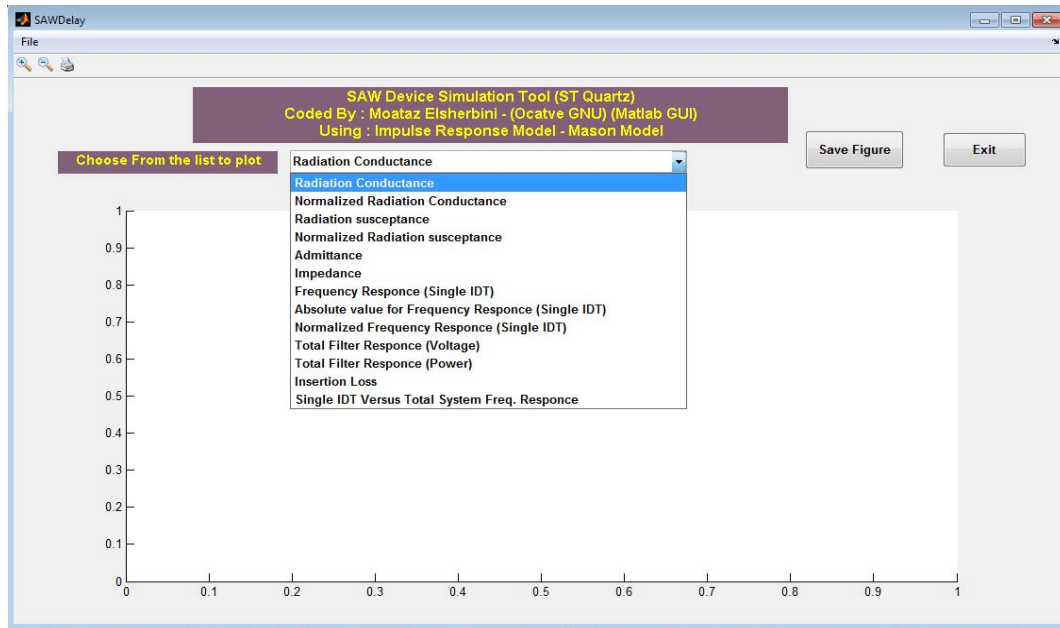 SAWDelay
File
SAW Device Simulation Tool (ST Quartz)
Coded By : Moataz Elsherbini - (Ocatve GNU) (Matlab GUI)
Using : Impulse Response Model - Mason Model
Choose From the list to plot
Radiation Conductance
Save Figure
Exit
Radiation Conductance
Normalized Radiation Conductance
Radiation susceptance
Normalized Radiation susceptance
Admittance
Impedance
Frequency Responce (Single IDT)
Absolute value for Frequency Responce (Single IDT)
Normalized Frequency Responce (Single IDT)
Total Filter Responce (Voltage)
Total Filter Responce (Power)
Insertion Loss
Single IDT Versus Total System Freq. Responce
1
0.9
0.8
0.7
0.6
0.5
0.4
0.3
0.2
0.1
0
0 0.1 0.2 0.3 0.4 0.5 0.6 0.7 0.8 0.9 1